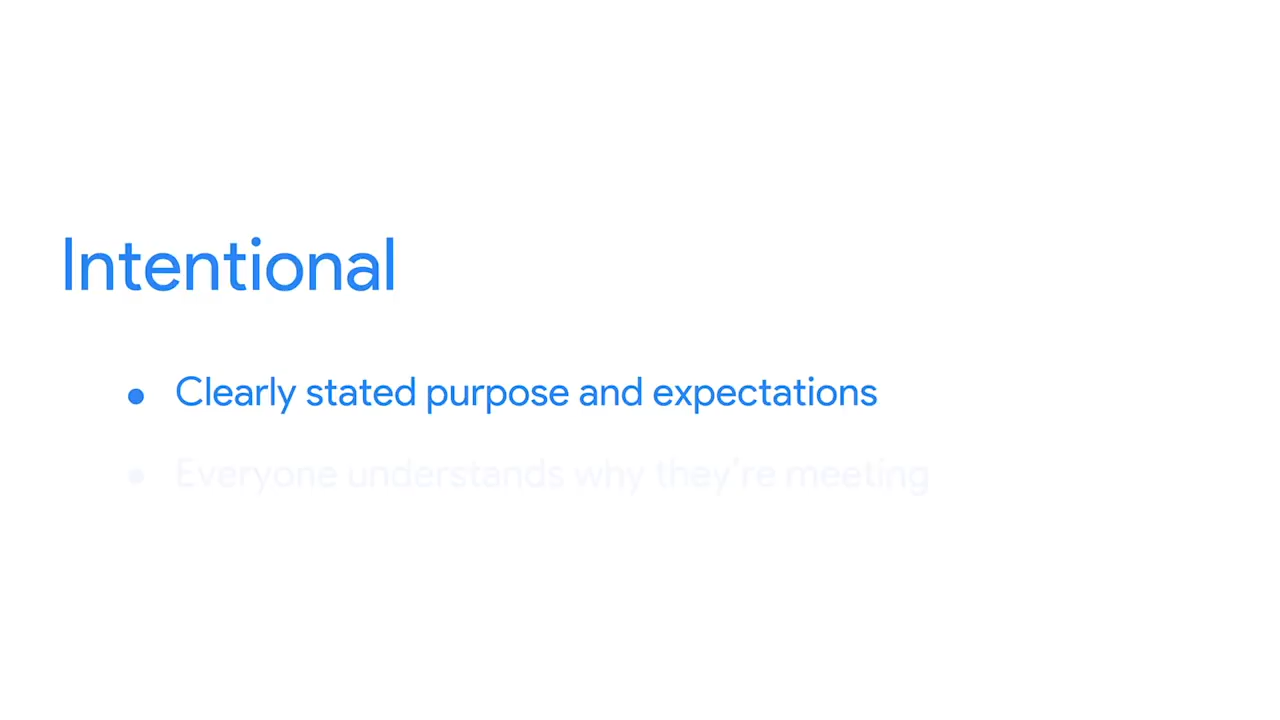 Intentional
• Clearly stated purpose and expectations
• Everyone understands why they're meeting